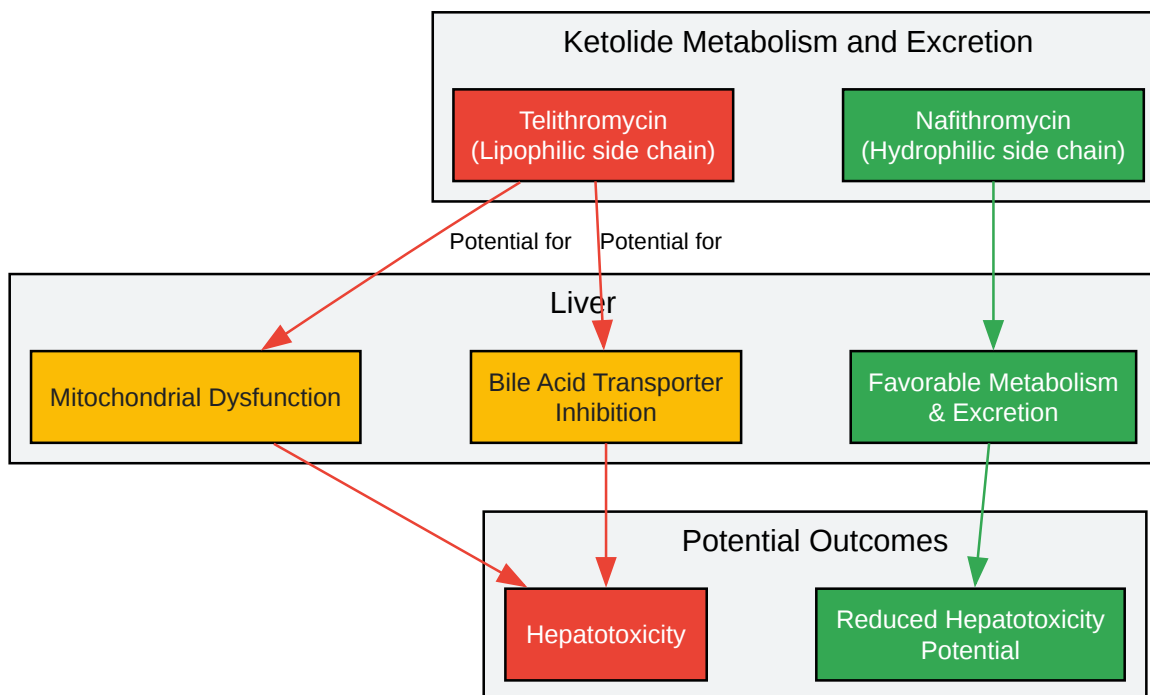 Ketolide Metabolism and Excretion
Telithromycin
(Lipophilic side chain)
Nafithromycin
(Hydrophilic side chain)
Potential for
Potential for
Liver
Mitochondrial Dysfunction
Bile Acid Transporter
Inhibition
Favorable Metabolism
& Excretion
Potential Outcomes
Hepatotoxicity
Reduced Hepatotoxicity
Potential